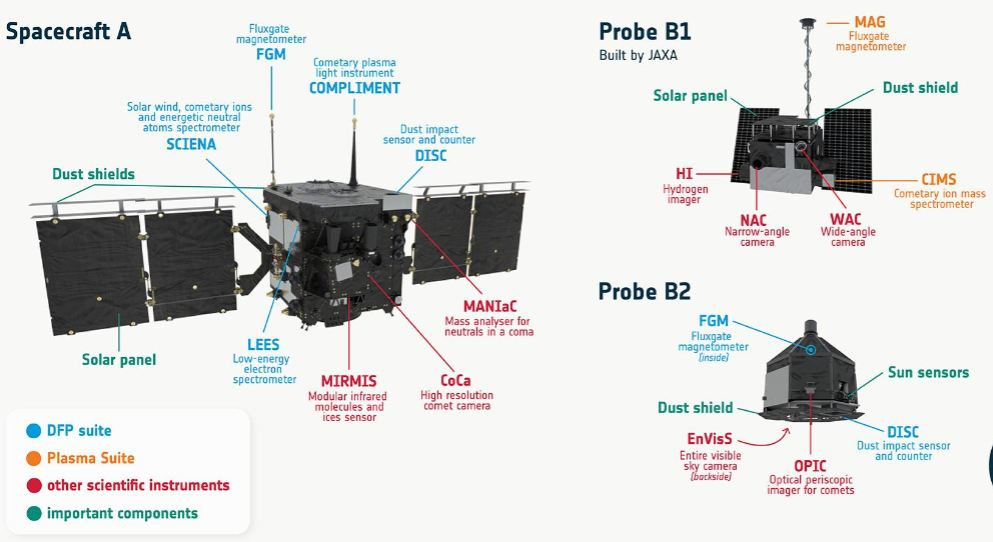 Spacecraft A
Fluxgate
magnetometer
FGM
Cometary plasma
light instrument
COMPLIMENT
Solar wind, cometary ions
and energetic neutral
atoms spectrometer
SCIENA
Dust impact
sensor and counter
DISC
Dust shields
Solar panel
LEES
Low-energy
electron
spectrometer
MIRMIS
Modular infrared
molecules and
ices sensor
CoCa
High resolution
comet camera
MANIaC
Mass analyser for
neutrals in a coma
DFP suite
Plasma Suite
other scientific instruments
important components
Probe B1
Built by JAXA
MAG
Fluxgate
magnetometer
Solar panel
Dust shield
HI
Hydrogen
imager
NAC
Narrow-angle
camera
WAC
Wide-angle
camera
CIMS
Cometary ion mass
spectrometer
Probe B2
FGM
Fluxgate
magnetometer
[inside]
Sun sensors
Dust shield
EnVisS
Entire visible
sky camera
[backside]
OPIC
Optical periscopic
imager for comets
DISC
Dust impact sensor
and counter